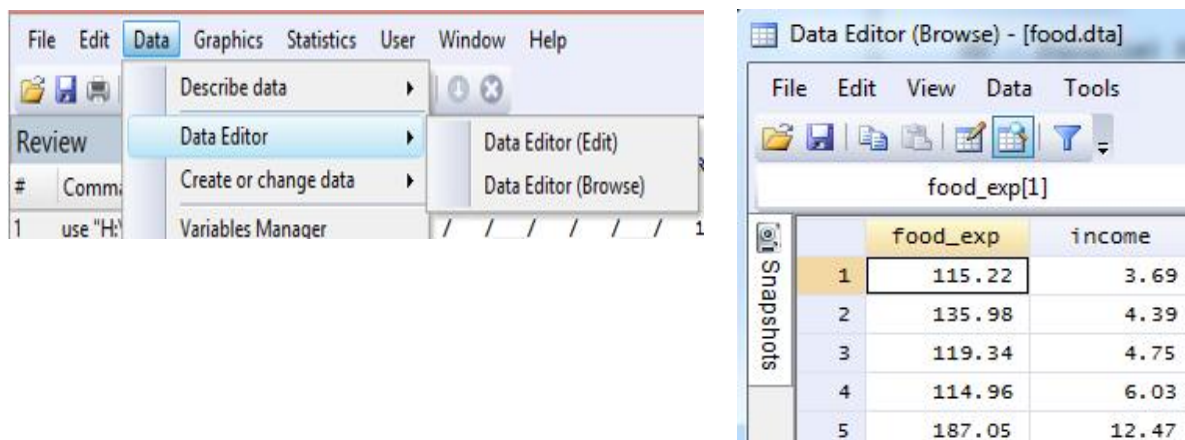 File Edit Data Graphics Statistics User Window Help
Describe data
Review
Data Editor
Data Editor (Edit)
# Comma
Create or change data
Data Editor (Browse)
1 use "H:\
Variables Manager
/ / / / / / 1
Data Editor (Browse) - [food.dta]
File Edit View Data Tools
food_exp[1]
Snapshots
food_exp income
1 115.22 3.69
2 135.98 4.39
3 119.34 4.75
4 114.96 6.03
5 187.05 12.47